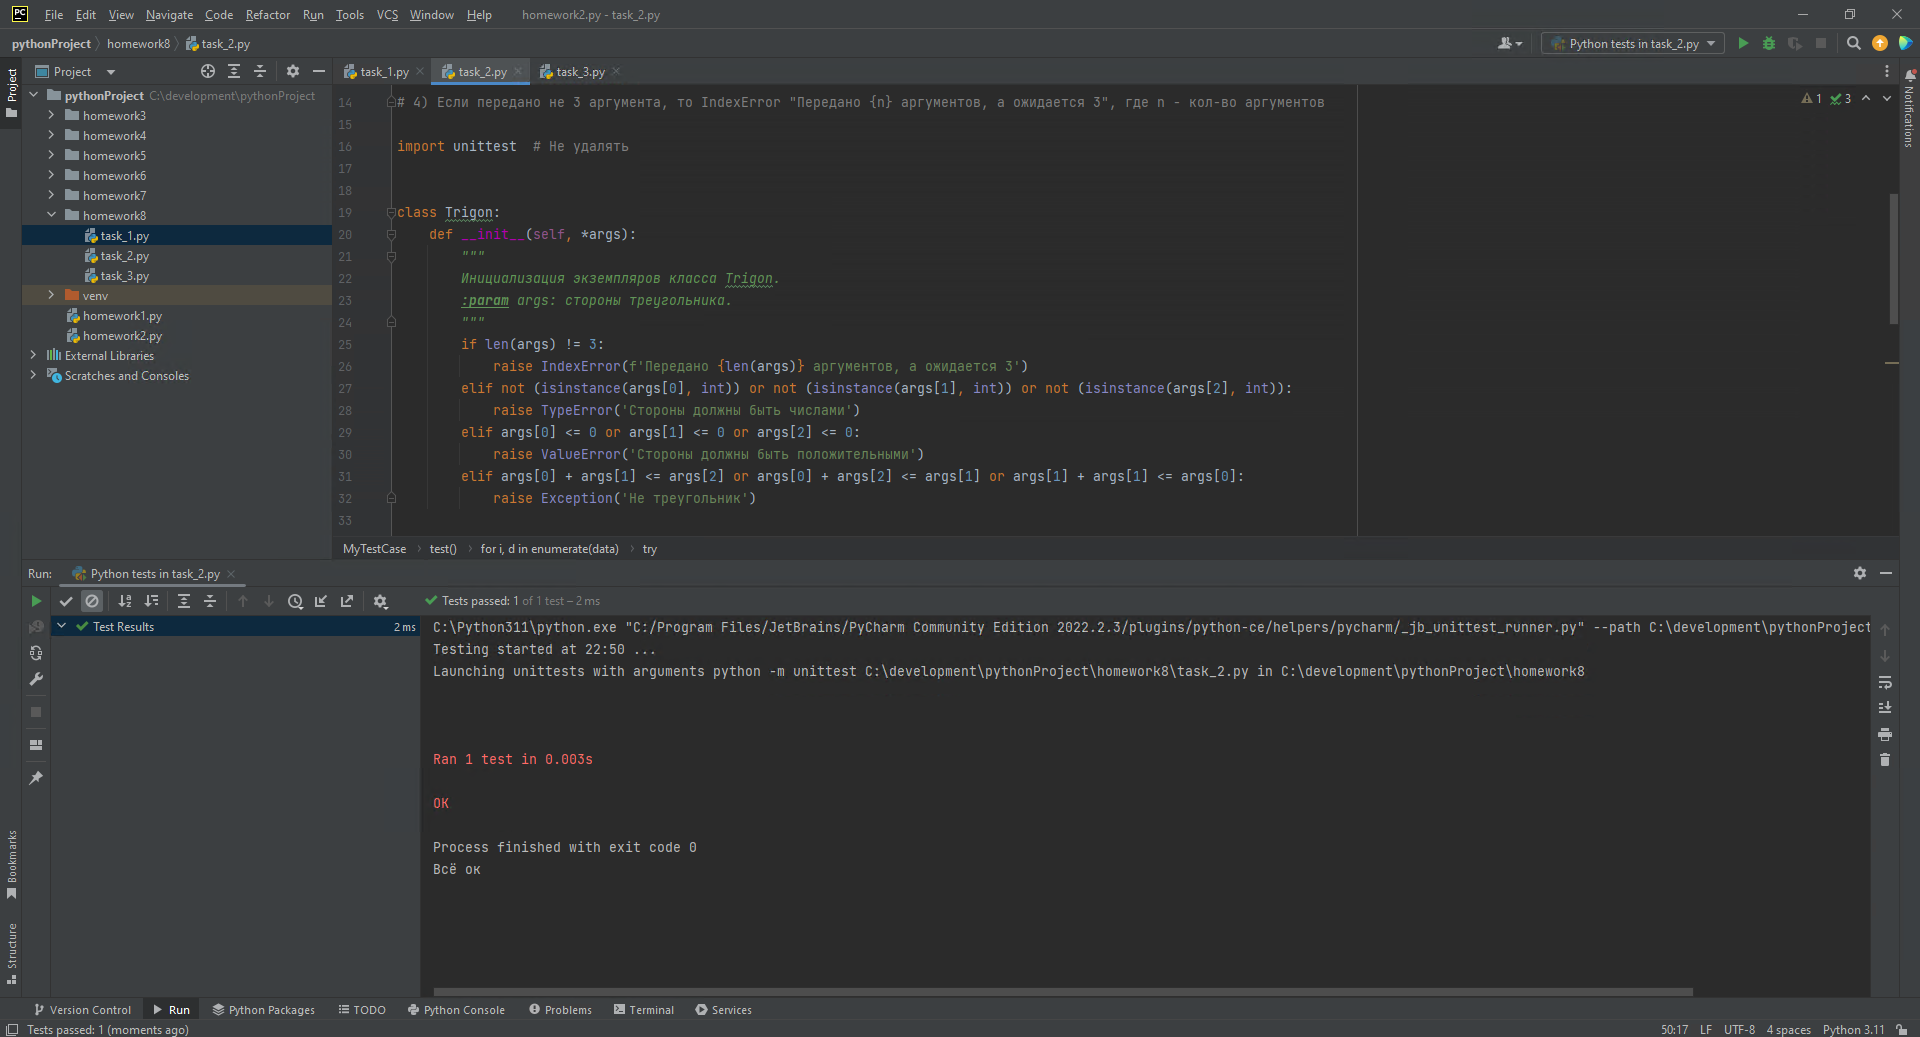 PC File Edit View Navigate Code Refactor Run Tools VCS Window Help homework2.py - task_2.py
pythonProject homework8 task_2.py Python tests in task_2.py
Project
Project
task_1.py task_2.py task_3.py
pythonProject C:\development\pythonProject
homework3
homework4
homework5
homework6
homework7
homework8
task_1.py
task_2.py
task_3.py
venv
homework1.py
homework2.py
External Libraries
Scratches and Consoles
1 3
Notifications
14 # 4) Если передано не 3 аргумента, то IndexError "Передано {n} аргументов, а ожидается 3", где n - кол-во аргументов
15
16 import unittest  # Не удалять
17
18
19 class Trigon:
20     def __init__(self, *args):
21         """
22         Инициализация экземпляров класса Trigon.
23         :param args: стороны треугольника.
24         """
25         if len(args) != 3:
26             raise IndexError(f'Передано {len(args)} аргументов, а ожидается 3')
27         elif not (isinstance(args[0], int)) or not (isinstance(args[1], int)) or not (isinstance(args[2], int)):
28             raise TypeError('Стороны должны быть числами')
29         elif args[0] <= 0 or args[1] <= 0 or args[2] <= 0:
30             raise ValueError('Стороны должны быть положительными')
31         elif args[0] + args[1] <= args[2] or args[0] + args[2] <= args[1] or args[1] + args[1] <= args[0]:
32             raise Exception('Не треугольник')
33
MyTestCase test() for i, d in enumerate(data) try
Run: Python tests in task_2.py
Tests passed: 1 of 1 test – 2 ms
Test Results 2 ms
C:\Python311\python.exe "C:/Program Files/JetBrains/PyCharm Community Edition 2022.2.3/plugins/python-ce/helpers/pycharm/_jb_unittest_runner.py" --path C:\development\pythonProject
Testing started at 22:50 ...
Launching unittests with arguments python -m unittest C:\development\pythonProject\homework8\task_2.py in C:\development\pythonProject\homework8
Ran 1 test in 0.003s
OK
Process finished with exit code 0
Всё ок
Bookmarks
Structure
Version Control Run Python Packages TODO Python Console Problems Terminal Services
Tests passed: 1 (moments ago) 50:17 LF UTF-8 4 spaces Python 3.11